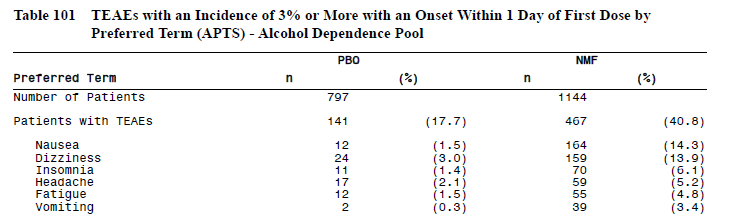 Table 101 TEAEs with an Incidence of 3% or More with an Onset Within 1 Day of First Dose by
Preferred Term (APTS) - Alcohol Dependence Pool
PBO NMF
Preferred Term n (%) n (%)
Number of Patients 797 1144
Patients with TEAEs 141 (17.7) 467 (40.8)
Nausea 12 (1.5) 164 (14.3)
Dizziness 24 (3.0) 159 (13.9)
Insomnia 11 (1.4) 70 (6.1)
Headache 17 (2.1) 59 (5.2)
Fatigue 12 (1.5) 55 (4.8)
Vomiting 2 (0.3) 39 (3.4)